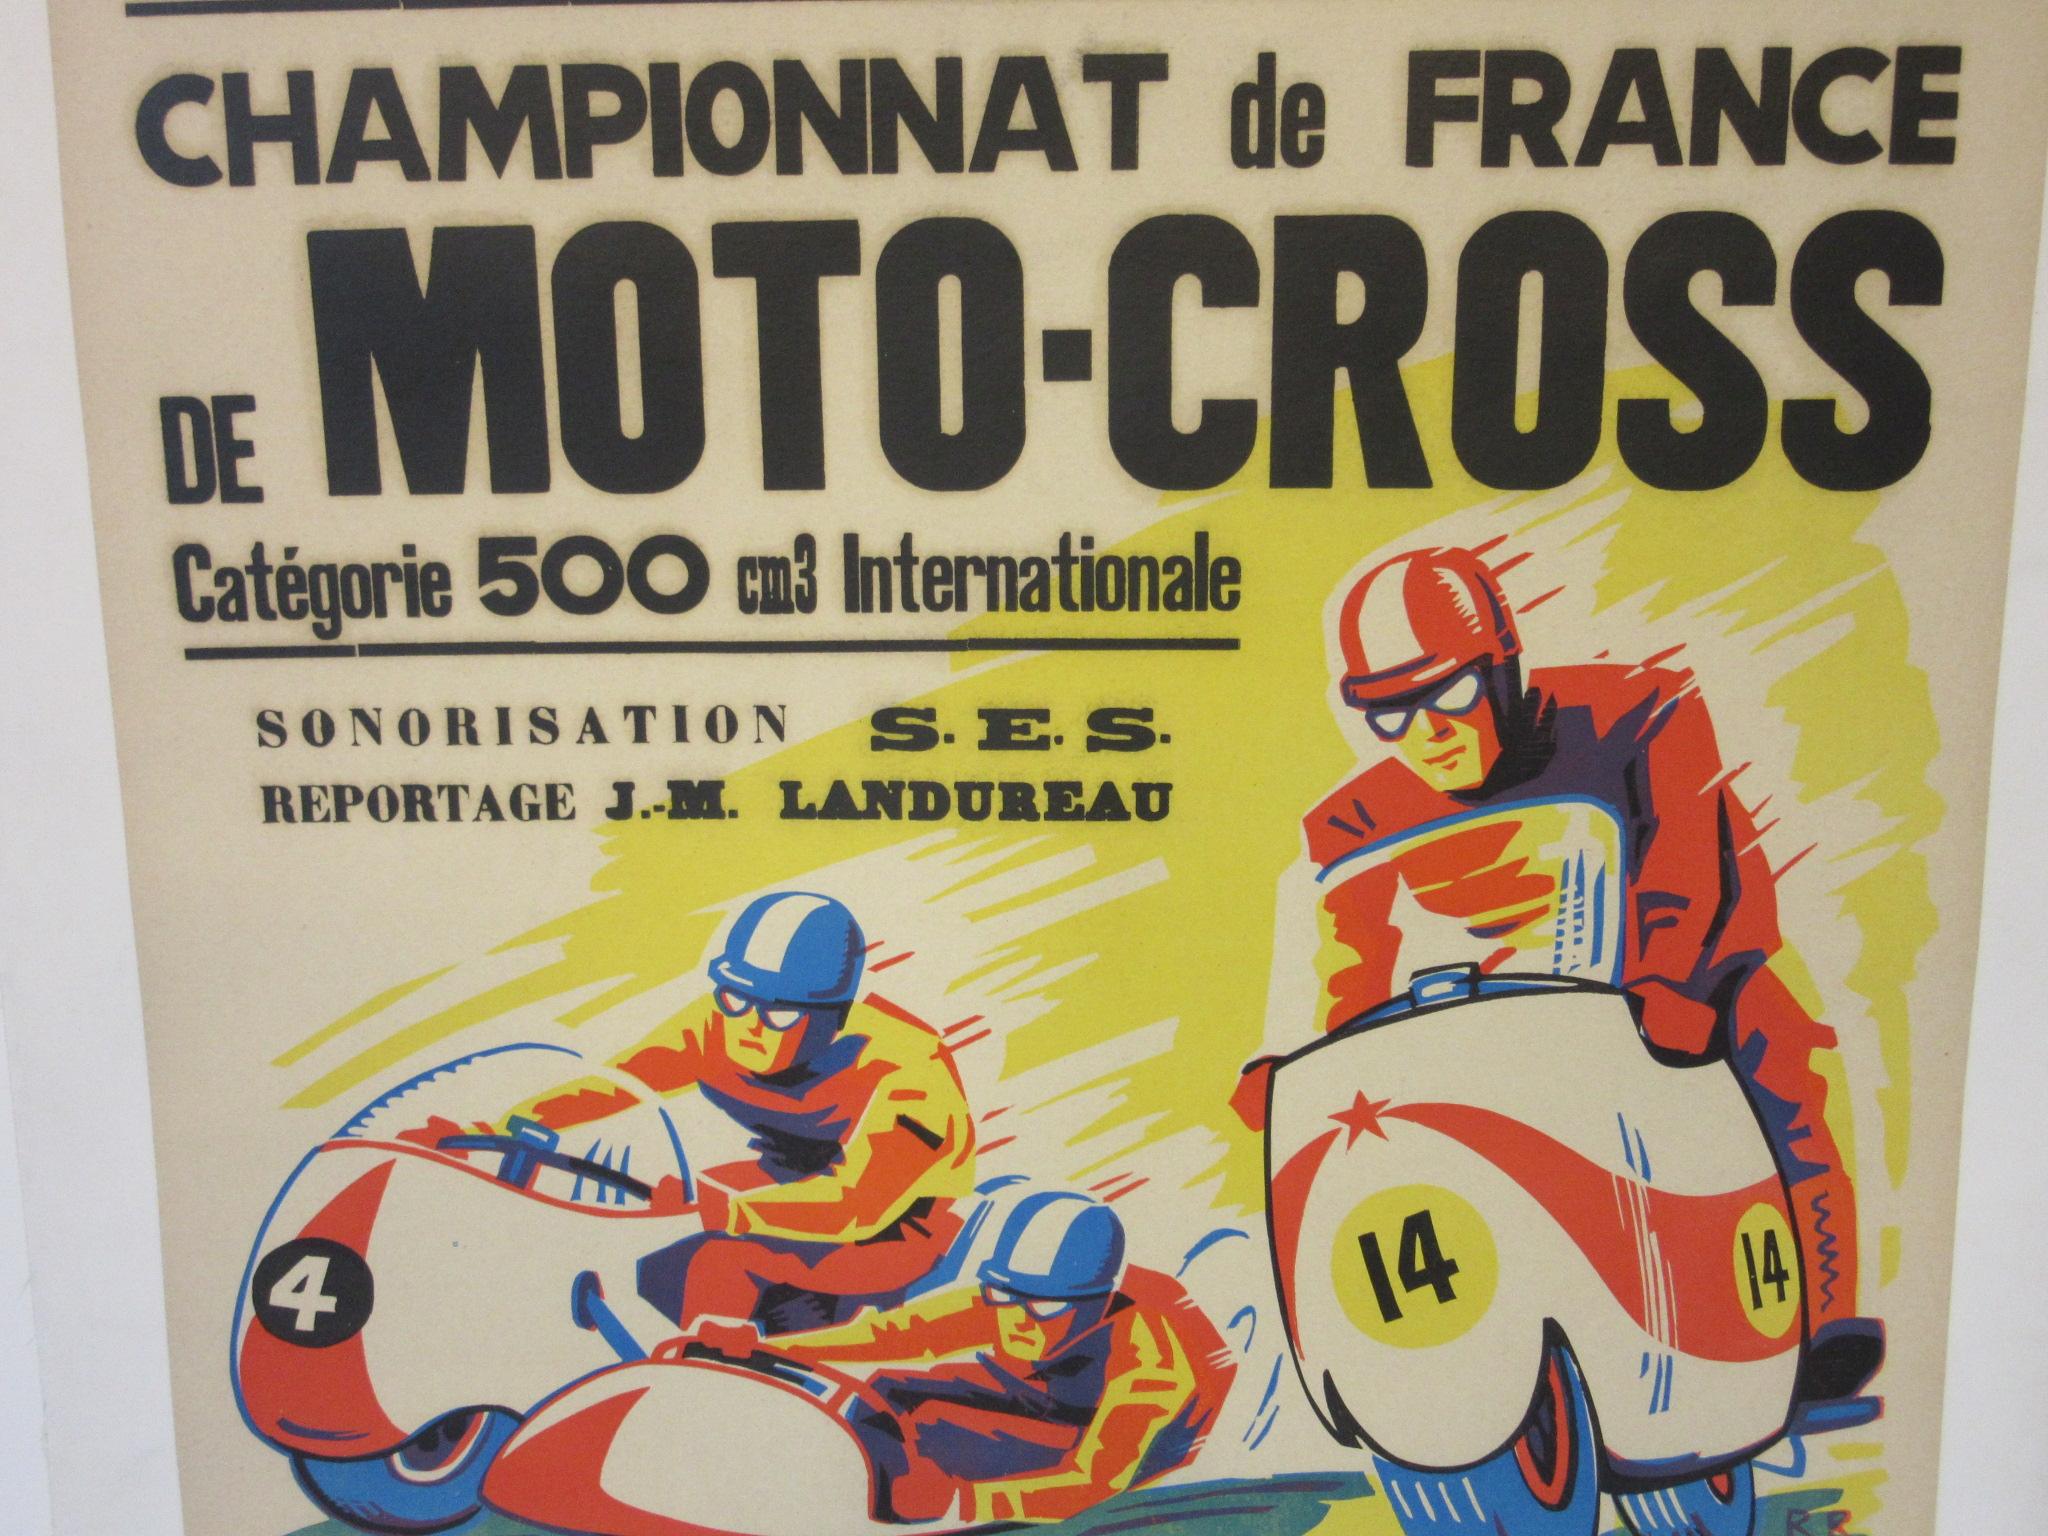 CHAMPIONNAT de FRANCE
DE MOTO-CROSS
Catégorie 500 cm3 Internationale
SONORISATION S. E. S.
REPORTAGE J.-M. LANDUREAU
4
14
14
R R